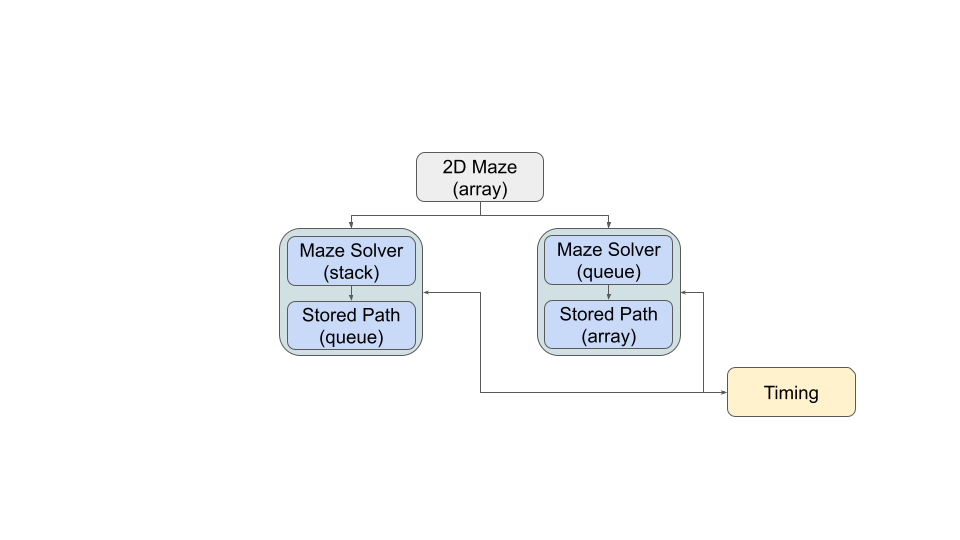 2D Maze
(array)
Maze Solver
(stack)
Stored Path
(queue)
Maze Solver
(queue)
Stored Path
(array)
Timing